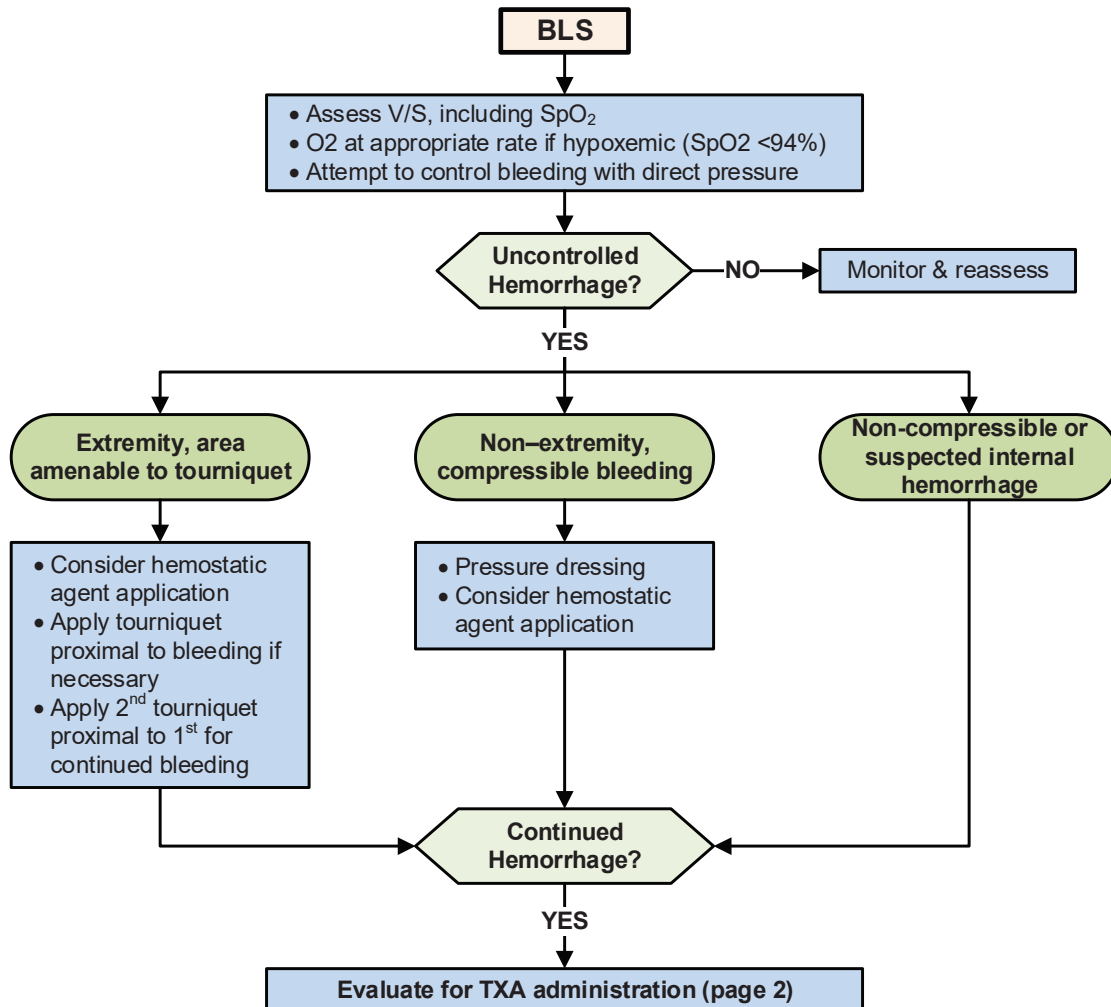 BLS
• Assess V/S, including SpO₂
• O2 at appropriate rate if hypoxemic (SpO2 <94%)
• Attempt to control bleeding with direct pressure
Uncontrolled
Hemorrhage?
NO
Monitor & reassess
YES
Extremity, area
amenable to tourniquet
Non–extremity,
compressible bleeding
Non-compressible or
suspected internal
hemorrhage
• Consider hemostatic
agent application
• Apply tourniquet
proximal to bleeding if
necessary
• Apply 2nd tourniquet
proximal to 1st for
continued bleeding
• Pressure dressing
• Consider hemostatic
agent application
Continued
Hemorrhage?
YES
Evaluate for TXA administration (page 2)